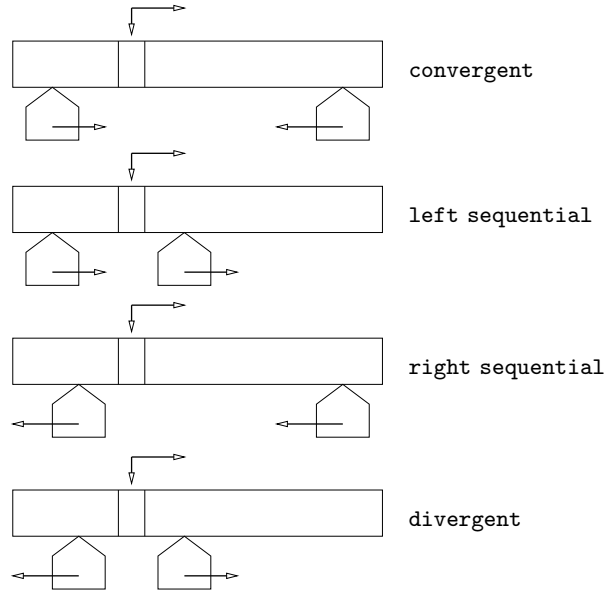 convergent
left sequential
right sequential
divergent